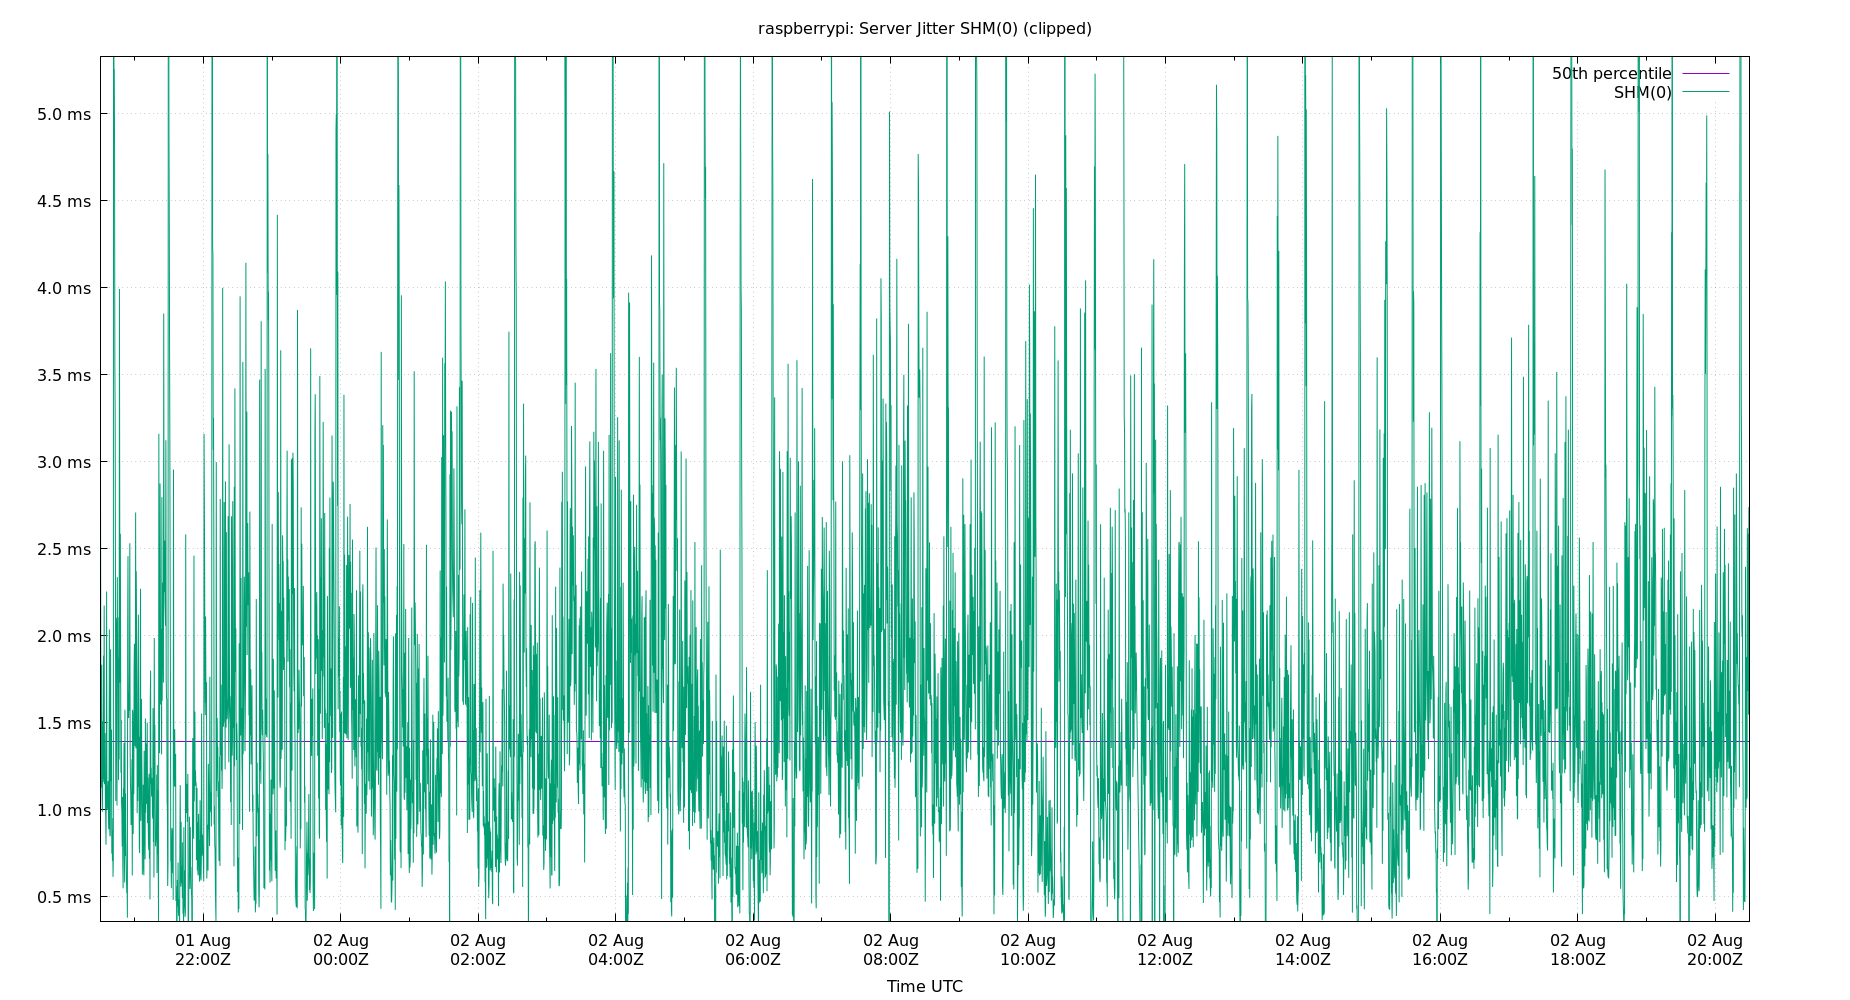 raspberrypi: Server Jitter SHM(0) (clipped)
50th percentile
SHM(0)
5.0 ms
4.5 ms
4.0 ms
3.5 ms
3.0 ms
2.5 ms
2.0 ms
1.5 ms
1.0 ms
0.5 ms
01 Aug 02 Aug 02 Aug 02 Aug 02 Aug 02 Aug 02 Aug 02 Aug 02 Aug 02 Aug 02 Aug 02 Aug
22:00Z 00:00Z 02:00Z 04:00Z 06:00Z 08:00Z 10:00Z 12:00Z 14:00Z 16:00Z 18:00Z 20:00Z
Time UTC